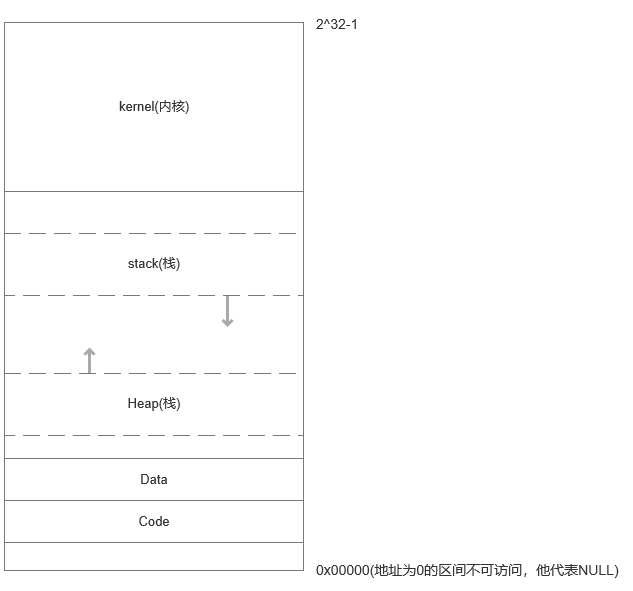 2^32-1
kernel(内核)
stack(栈)
Heap(栈)
Data
Code
0x00000(地址为0的区间不可访问，他代表NULL)